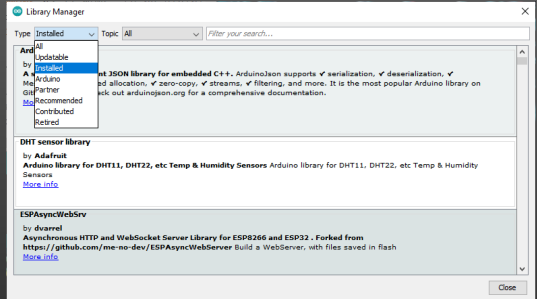 Library Manager
Type Installed Topic All Filter your search...
All
Updatable
Installed
Arduino
Partner
Recommended
Contributed
Retired
Ard
by
A s nt JSON library for embedded C++. ArduinoJson supports ✔ serialization, ✔ deserialization, ✔
Me ed allocation, ✔ zero-copy, ✔ streams, ✔ filtering, and more. It is the most popular Arduino library on
Git ck out arduinojson.org for a comprehensive documentation.
Mo
DHT sensor library
by Adafruit
Arduino library for DHT11, DHT22, etc Temp & Humidity Sensors Arduino library for DHT11, DHT22, etc Temp & Humidity
Sensors
More info
ESPAsyncWebSrv
by dvarrel
Asynchronous HTTP and WebSocket Server Library for ESP8266 and ESP32 . Forked from
https://github.com/me-no-dev/ESPAsyncWebServer Build a WebServer, with files saved in flash
More info
Close